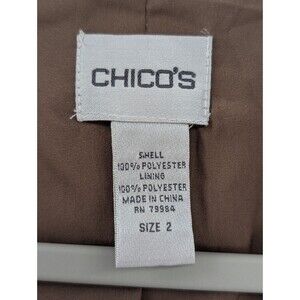 CHICO'S
SHELL
100% POLYESTER
LINING
100% POLYESTER
MADE IN CHINA
RN 79984
SIZE 2